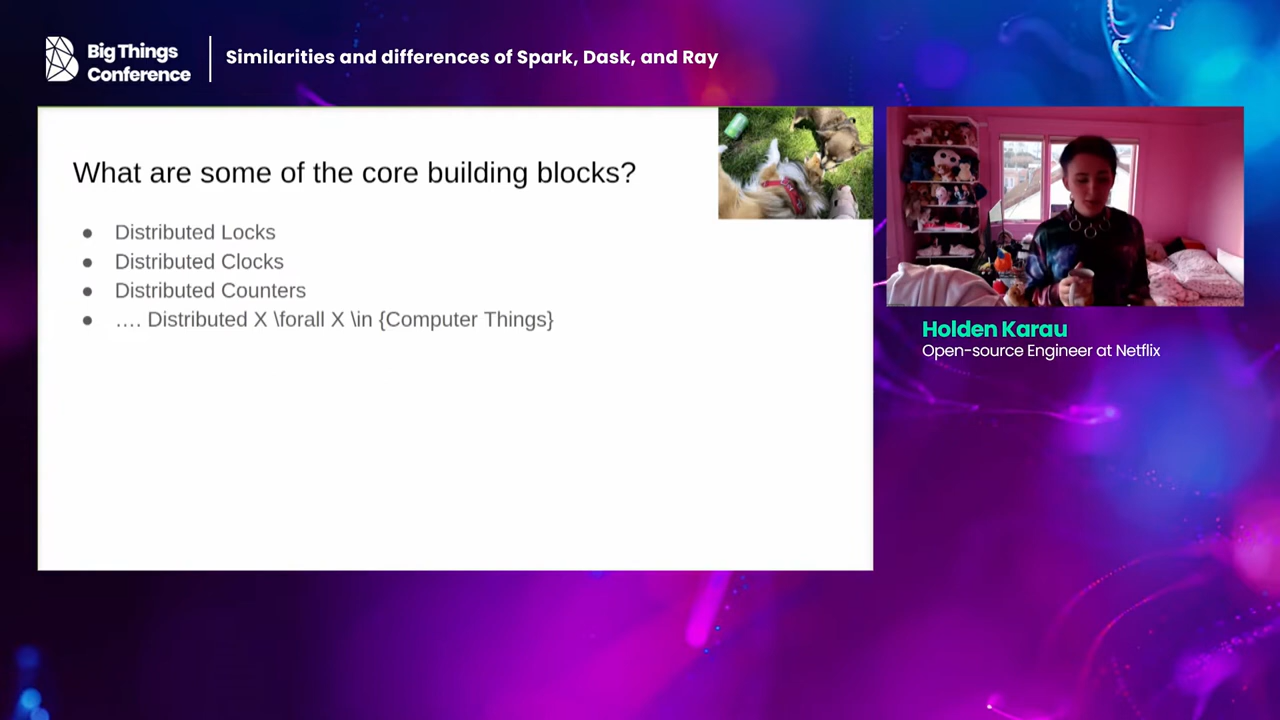 Big Things
Conference
Similarities and differences of Spark, Dask, and Ray
What are some of the core building blocks?
● Distributed Locks
● Distributed Clocks
● Distributed Counters
● …. Distributed X \forall X \in {Computer Things}
Holden Karau
Open-source Engineer at Netflix